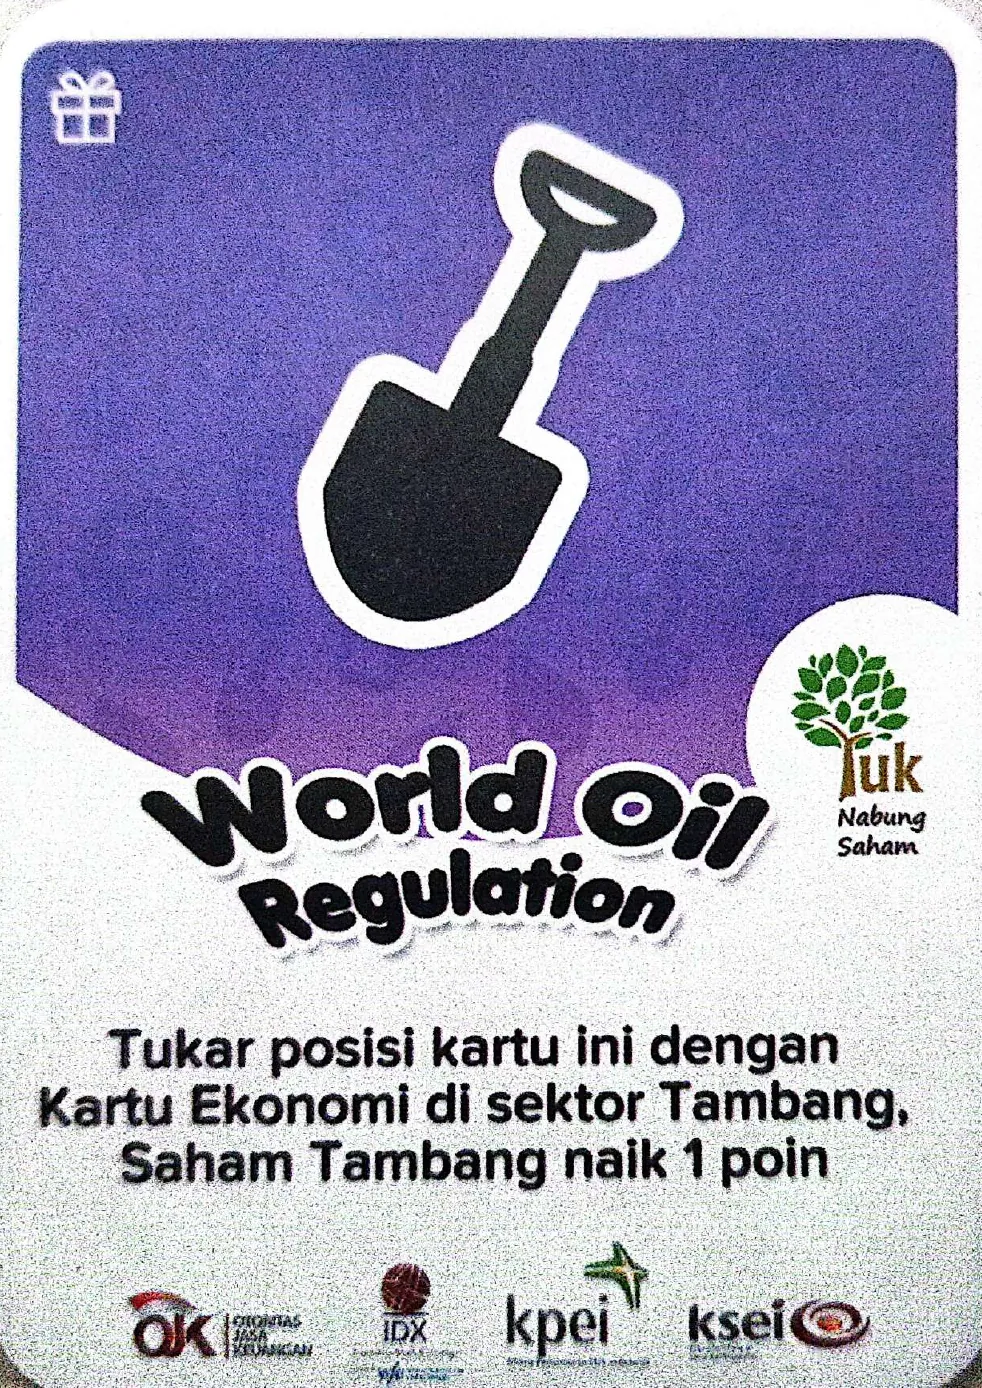 World Oil
Regulation
Tuk
Nabung
Saham
Tukar posisi kartu ini dengan
Kartu Ekonomi di sektor Tambang,
Saham Tambang naik 1 poin
OJK
OTORITAS
JASA
KEUANGAN
IDX
kpei
ksei